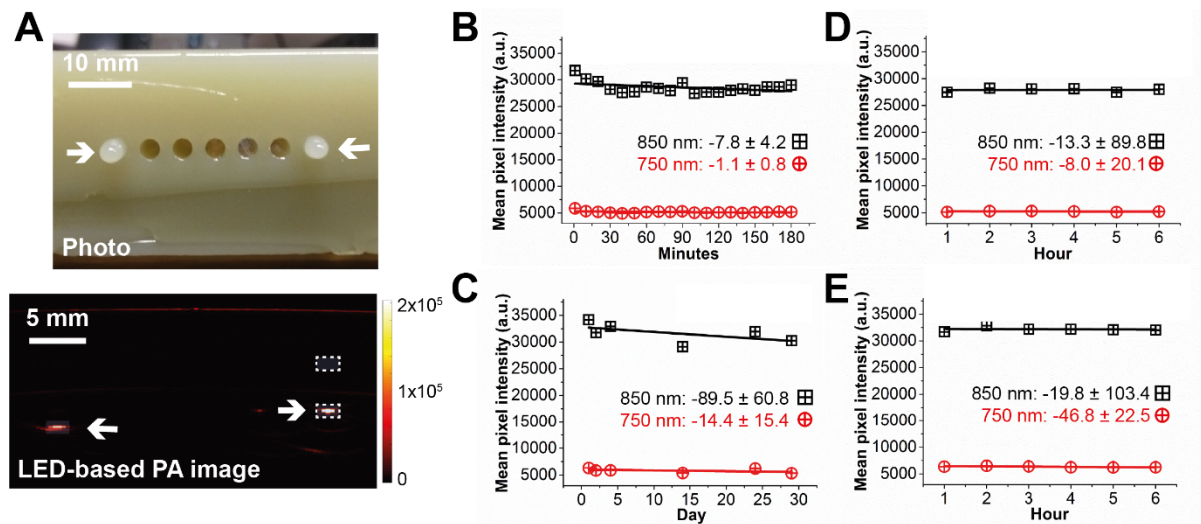 A
10 mm
Photo
5 mm
2x10⁵
1x10⁵
0
LED-based PA image
B
Mean pixel intensity (a.u.)
35000
30000
25000
20000
15000
10000
5000
850 nm: -7.8 ± 4.2
750 nm: -1.1 ± 0.8
0 30 60 90 120 150 180
Minutes
C
Mean pixel intensity (a.u.)
35000
30000
25000
20000
15000
10000
5000
850 nm: -89.5 ± 60.8
750 nm: -14.4 ± 15.4
0 5 10 15 20 25 30
Day
D
Mean pixel intensity (a.u.)
35000
30000
25000
20000
15000
10000
5000
850 nm: -13.3 ± 89.8
750 nm: -8.0 ± 20.1
1 2 3 4 5 6
Hour
E
Mean pixel intensity (a.u.)
35000
30000
25000
20000
15000
10000
5000
850 nm: -19.8 ± 103.4
750 nm: -46.8 ± 22.5
1 2 3 4 5 6
Hour